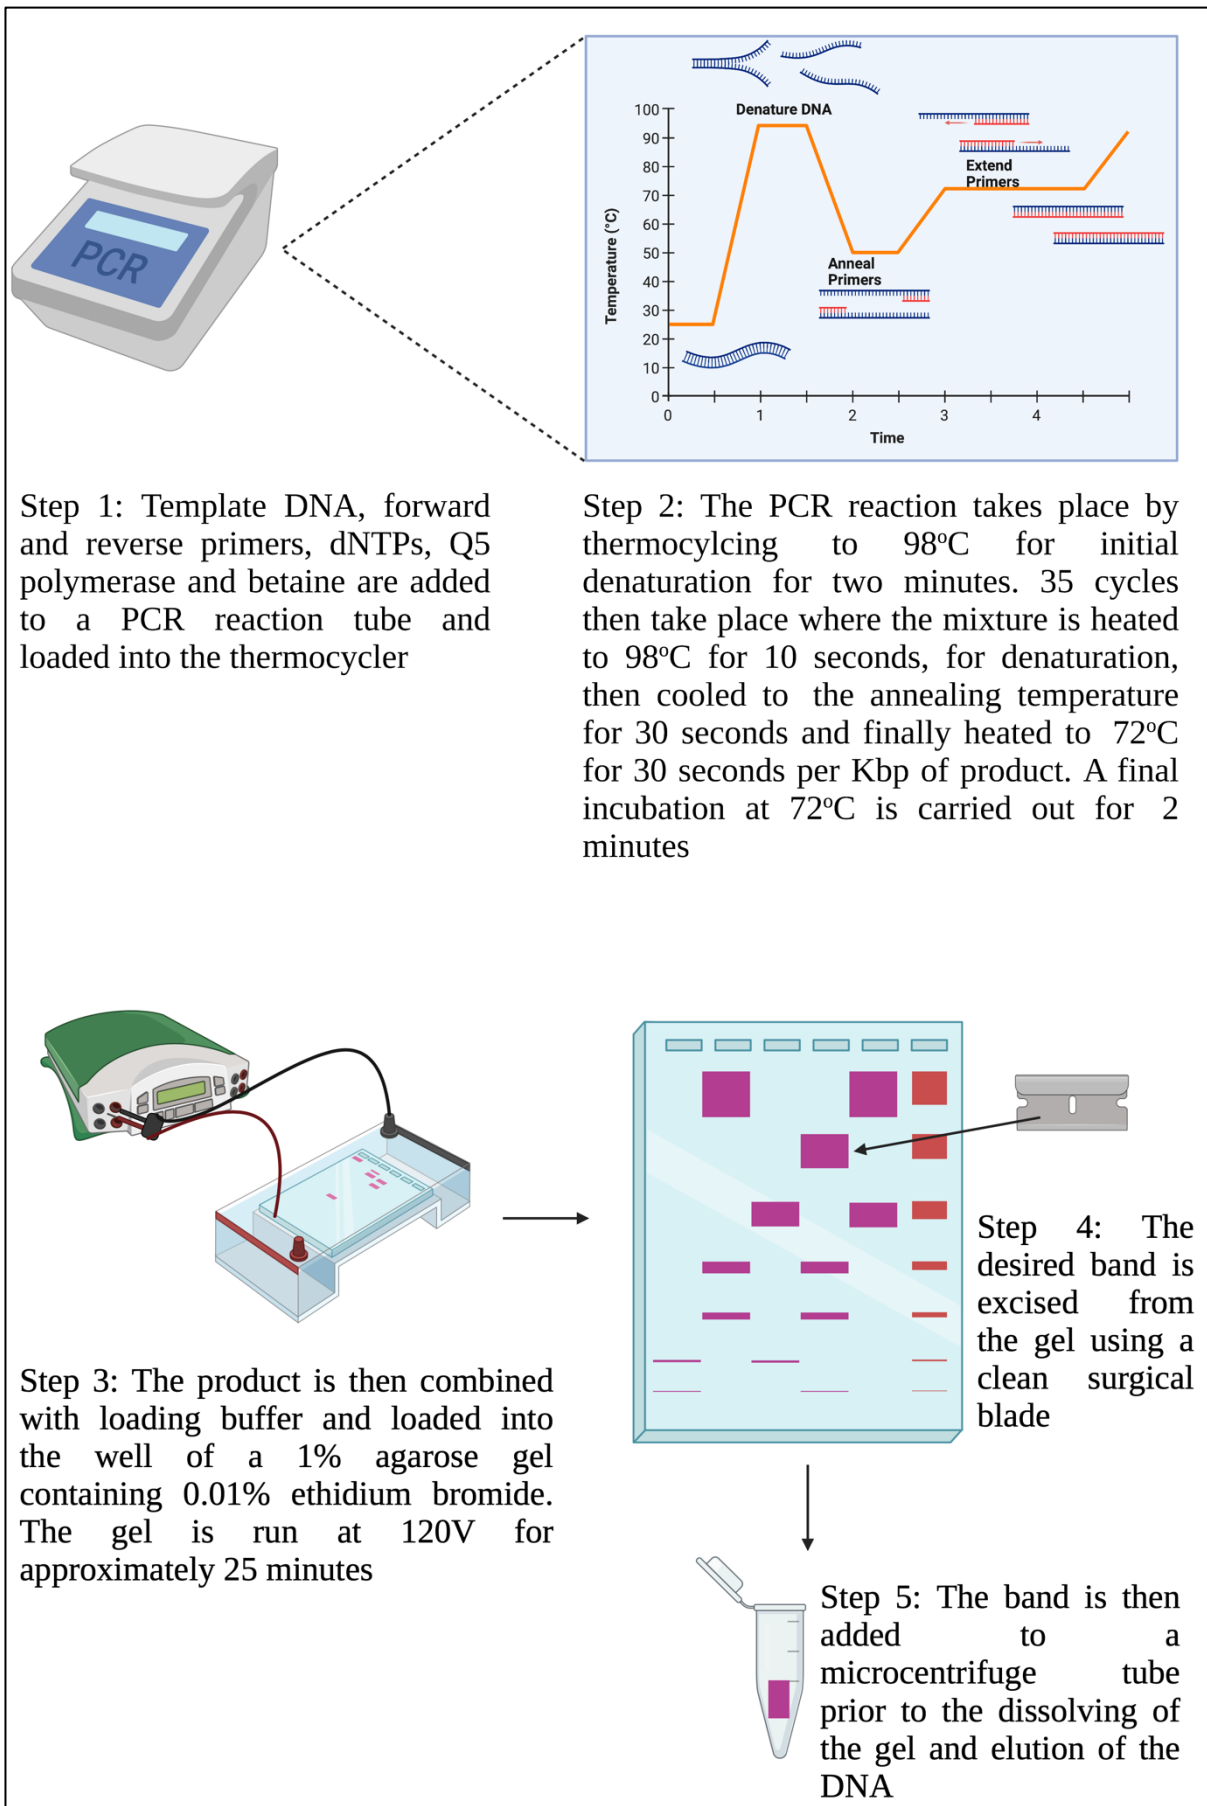 PCR
Denature DNA
Extend
Primers
Anneal
Primers
Temperature (°C)
100
90
80
70
60
50
40
30
20
10
0
0 1 2 3 4
Time
Step 1: Template DNA, forward
and reverse primers, dNTPs, Q5
polymerase and betaine are added
to a PCR reaction tube and
loaded into the thermocycler
Step 2: The PCR reaction takes place by
thermocylcing to 98°C for initial
denaturation for two minutes. 35 cycles
then take place where the mixture is heated
to 98°C for 10 seconds, for denaturation,
then cooled to the annealing temperature
for 30 seconds and finally heated to 72°C
for 30 seconds per Kbp of product. A final
incubation at 72°C is carried out for 2
minutes
Step 3: The product is then combined
with loading buffer and loaded into
the well of a 1% agarose gel
containing 0.01% ethidium bromide.
The gel is run at 120V for
approximately 25 minutes
Step 4: The
desired band is
excised from
the gel using a
clean surgical
blade
Step 5: The band is then
added to a
microcentrifuge tube
prior to the dissolving of
the gel and elution of the
DNA